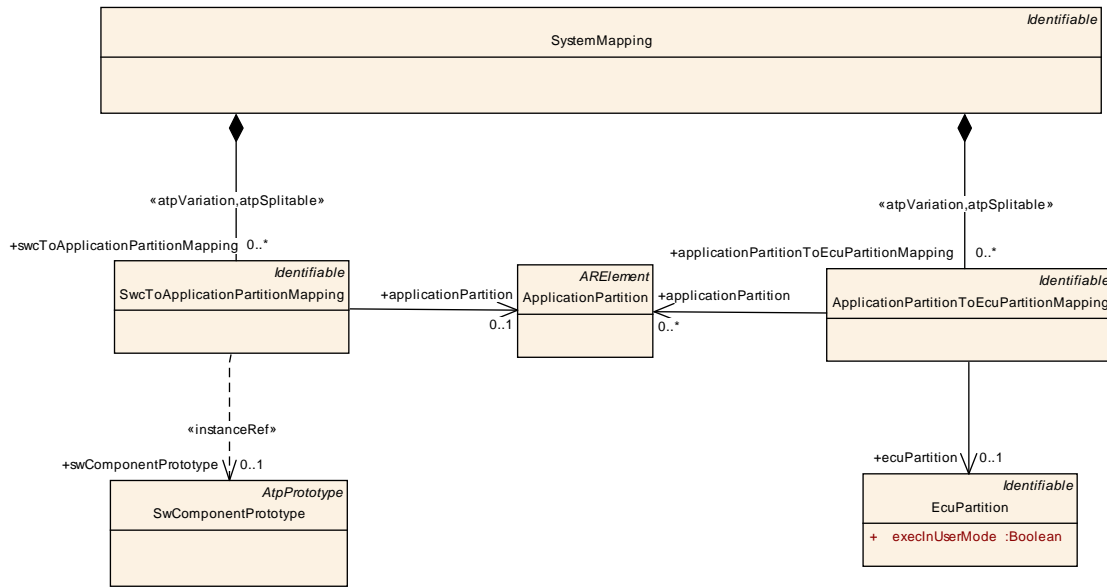 Identifiable
SystemMapping
«atpVariation,atpSplitable»
«atpVariation,atpSplitable»
+swcToApplicationPartitionMapping 0..*
+applicationPartitionToEcuPartitionMapping 0..*
Identifiable
SwcToApplicationPartitionMapping
ARElement
ApplicationPartition
Identifiable
ApplicationPartitionToEcuPartitionMapping
+applicationPartition
0..1
+applicationPartition
0..*
«instanceRef»
+swComponentPrototype 0..1
+ecuPartition 0..1
AtpPrototype
SwComponentPrototype
Identifiable
EcuPartition
+ execInUserMode :Boolean